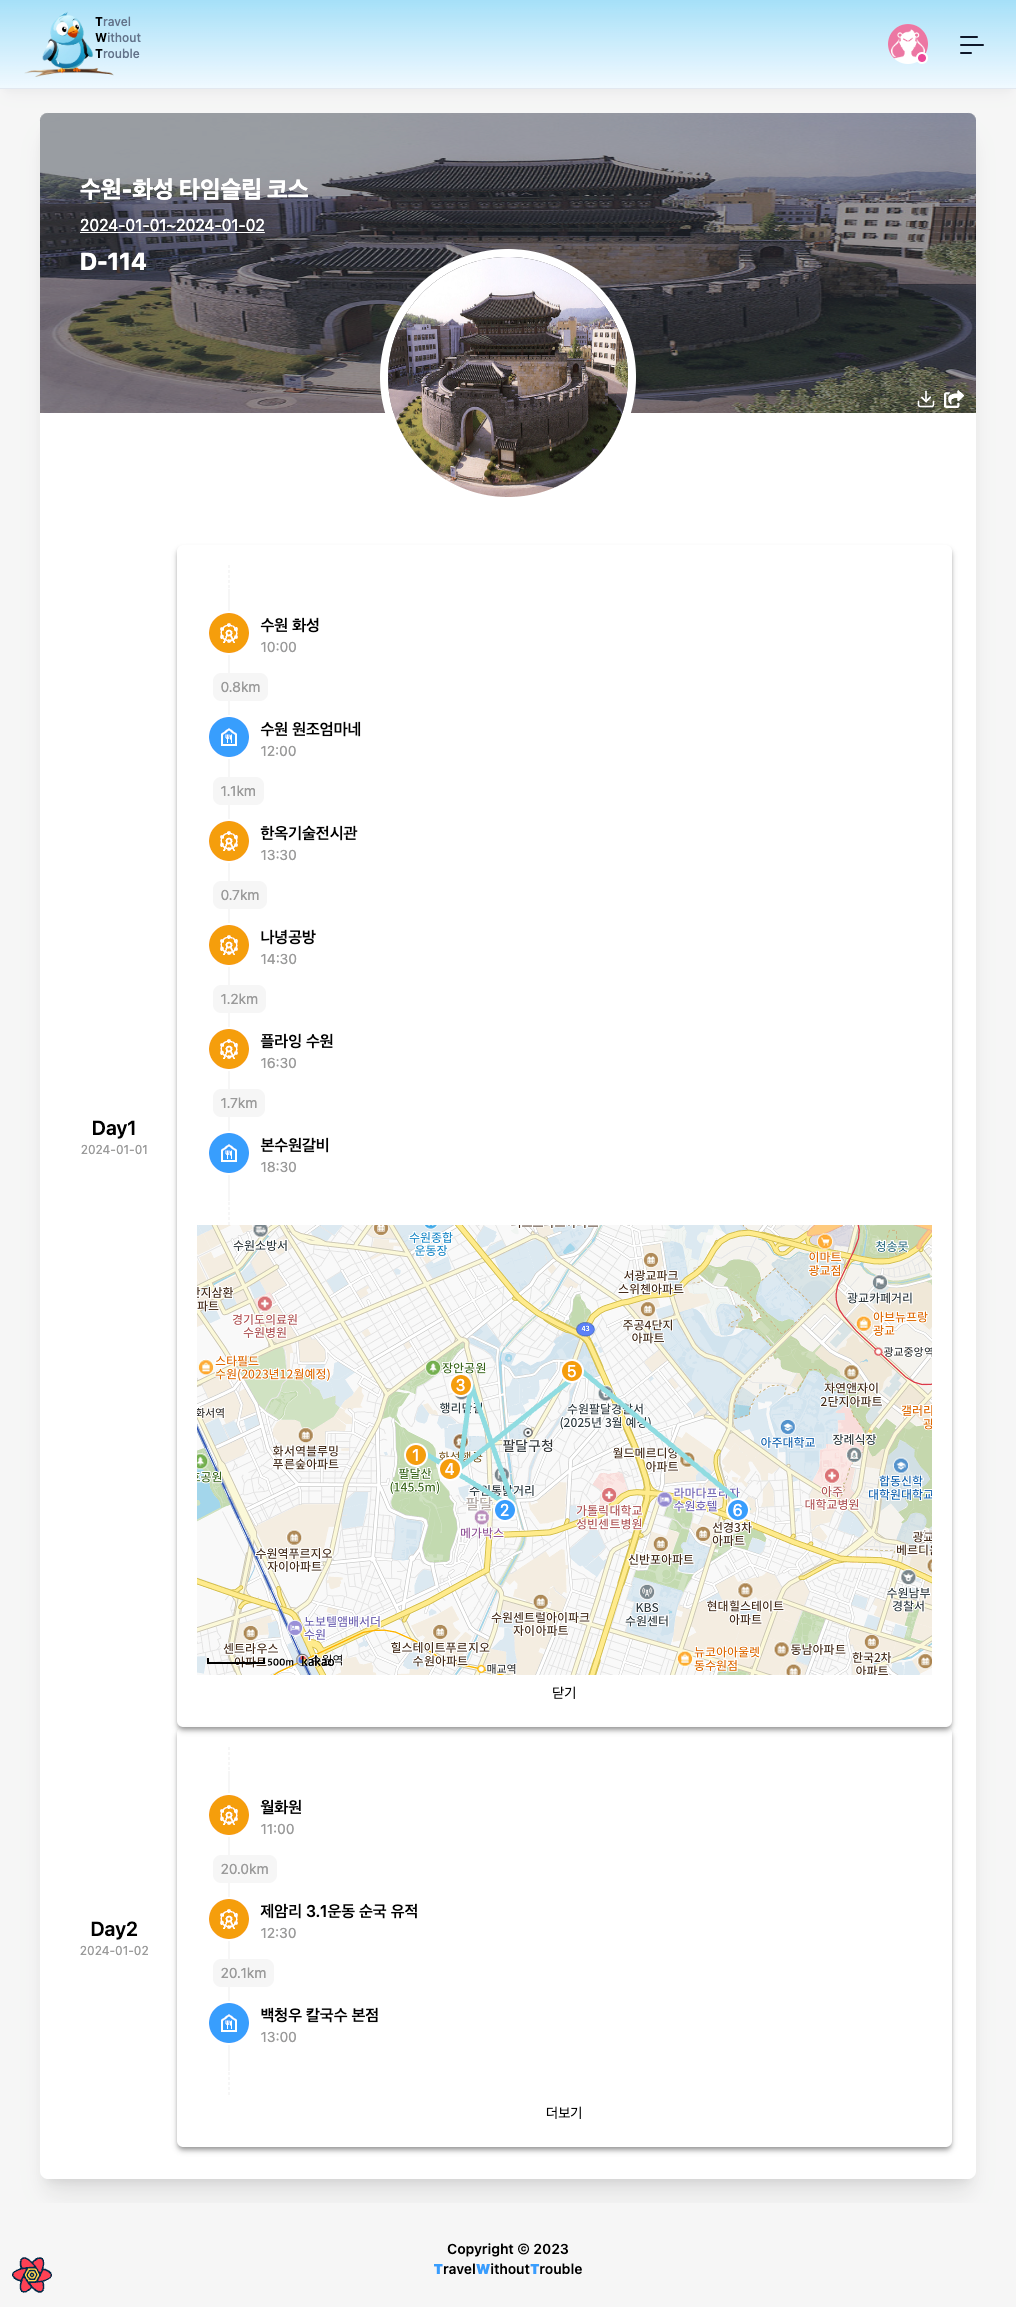 Travel
Without
Trouble
수원-화성 타임슬립 코스
2024-01-01~2024-01-02
D-114
수원 화성
10:00
0.8km
수원 원조엄마네
12:00
1.1km
한옥기술전시관
13:30
0.7km
나녕공방
14:30
1.2km
플라잉 수원
16:30
1.7km
Day1
2024-01-01
본수원갈비
18:30
수원소방서
수원종합
운동장
이마트
광교점
청송못
서광교파크
스위첸아파트
광교카페거리
경기도의료원
수원병원
43
주공4단지
아파트
아브뉴프랑
광교
광교중앙역
스타필드
수원(2023년12월예정)
장안공원
5
3
자연앤자이
2단지아파트
화서역
수원팔달경찰서
(2025년 3월 예정)
갤러리
화서역블루밍
푸른숲아파트
팔달구청
아주대학교
장례식장
1
4
팔달산
(145.5m)
월드메르디앙
아파트
아주
대학교병원
합동신학
대학원대학교
2
메가박스
가톨릭대학교
성빈센트병원
라마다프라자
수원호텔
6
선경3차
아파트
수원역푸르지오
자이아파트
신반포아파트
수원남부
경찰서
노보텔앰배서더
수원
수원센트럴아이파크
자이아파트
KBS
수원센터
현대힐스테이트
아파트
센트라우스
아파트
힐스테이트푸르지오
수원아파트
뉴코아아울렛
동수원점
동남아파트
한국2차
아파트
500m
kakao
매교역
닫기
월화원
11:00
20.0km
제암리 3.1운동 순국 유적
12:30
Day2
2024-01-02
20.1km
백청우 칼국수 본점
13:00
더보기
Copyright © 2023
TravelWithoutTrouble